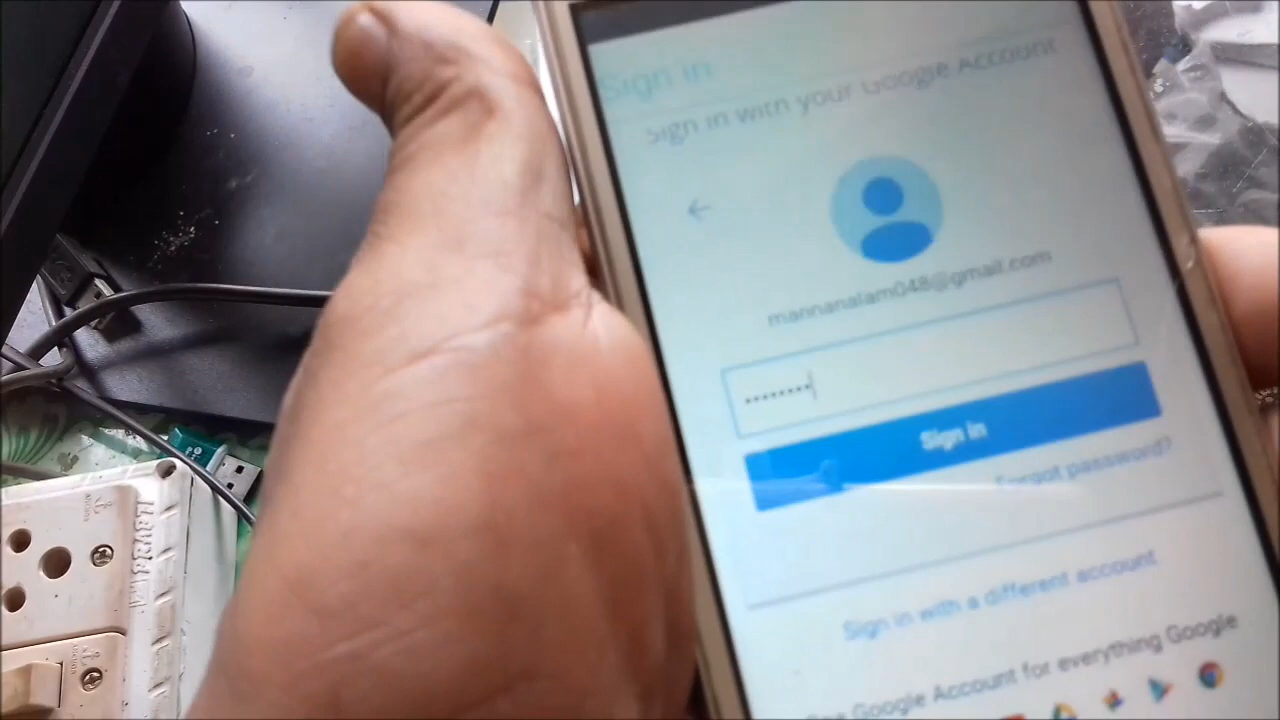 Sign in
Sign in with your Google Account
mannanalam048@gmail.com
••••••••
Sign in
Forgot password?
Sign in with a different account
One Google Account for everything Google